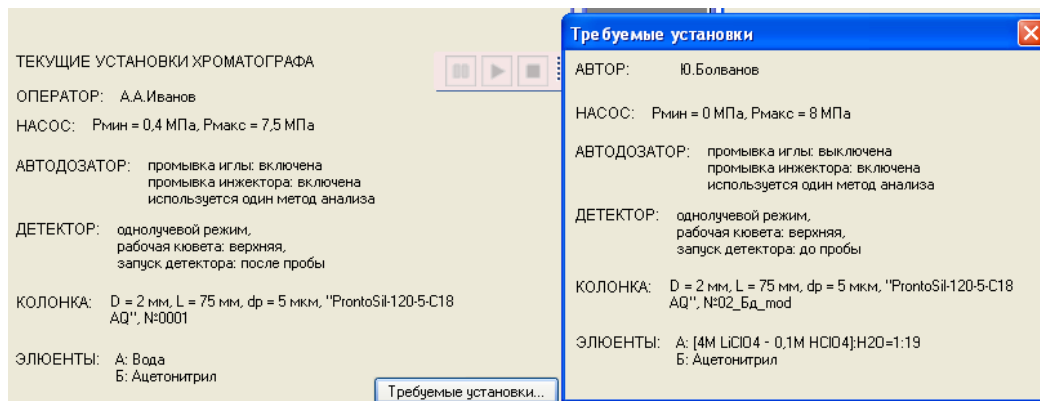 ТЕКУЩИЕ УСТАНОВКИ ХРОМАТОГРАФА
ОПЕРАТОР: А.А.Иванов
НАСОС: Рмин = 0,4 МПа, Рмакс = 7,5 МПа
АВТОДОЗАТОР: промывка иглы: включена
промывка инжектора: включена
используется один метод анализа
ДЕТЕКТОР: однолучевой режим,
рабочая кювета: верхняя,
запуск детектора: после пробы
КОЛОНКА: D = 2 мм, L = 75 мм, dp = 5 мкм, "ProntoSil-120-5-C18
AQ", №0001
ЭЛЮЕНТЫ: А: Вода
Б: Ацетонитрил
Требуемые установки...
Требуемые установки
АВТОР: Ю.Болванов
НАСОС: Рмин = 0 МПа, Рмакс = 8 МПа
АВТОДОЗАТОР: промывка иглы: выключена
промывка инжектора: включена
используется один метод анализа
ДЕТЕКТОР: однолучевой режим,
рабочая кювета: верхняя,
запуск детектора: до пробы
КОЛОНКА: D = 2 мм, L = 75 мм, dp = 5 мкм, "ProntoSil-120-5-C18
AQ", №02_Бд_mod
ЭЛЮЕНТЫ: А: [4М LiClO4 - 0,1М HClO4]:H2O=1:19
Б: Ацетонитрил